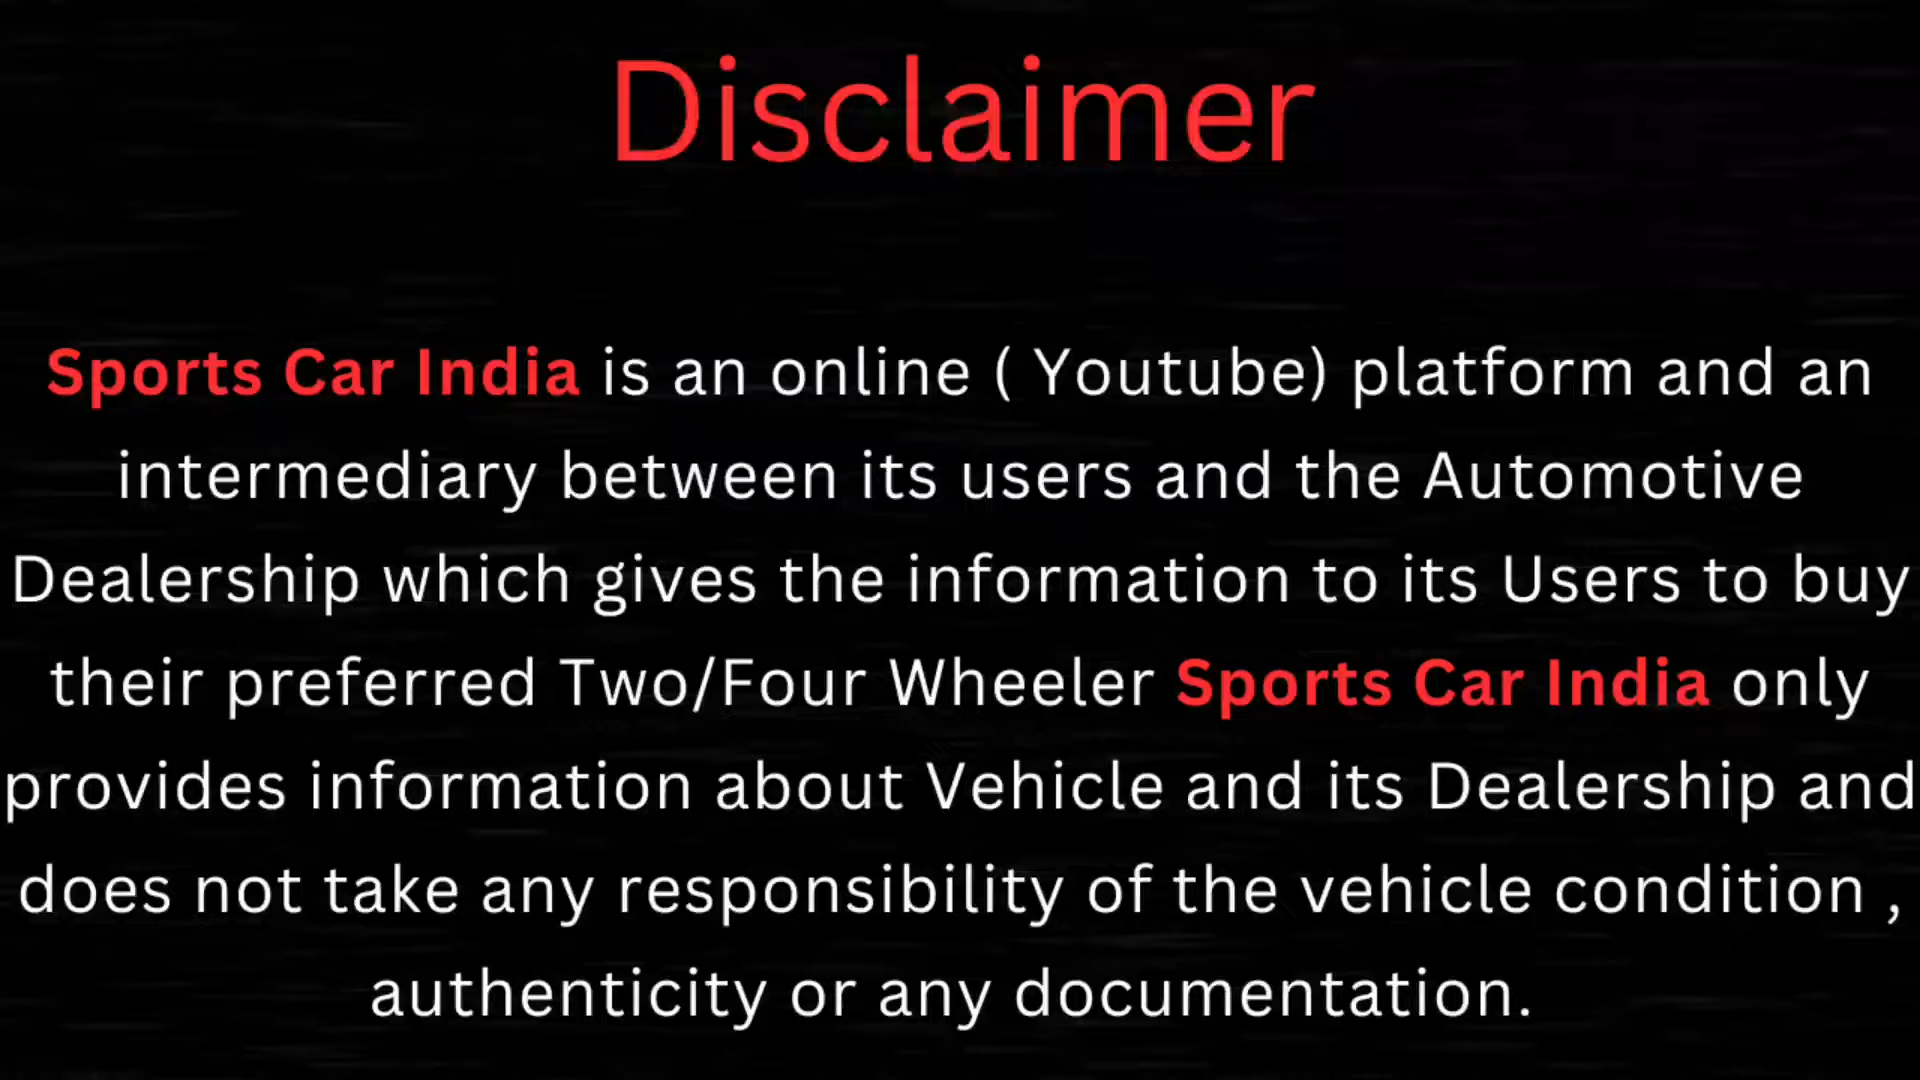 Disclaimer
Sports Car India is an online ( Youtube) platform and an
intermediary between its users and the Automotive
Dealership which gives the information to its Users to buy
their preferred Two/Four Wheeler Sports Car India only
provides information about Vehicle and its Dealership and
does not take any responsibility of the vehicle condition ,
authenticity or any documentation.